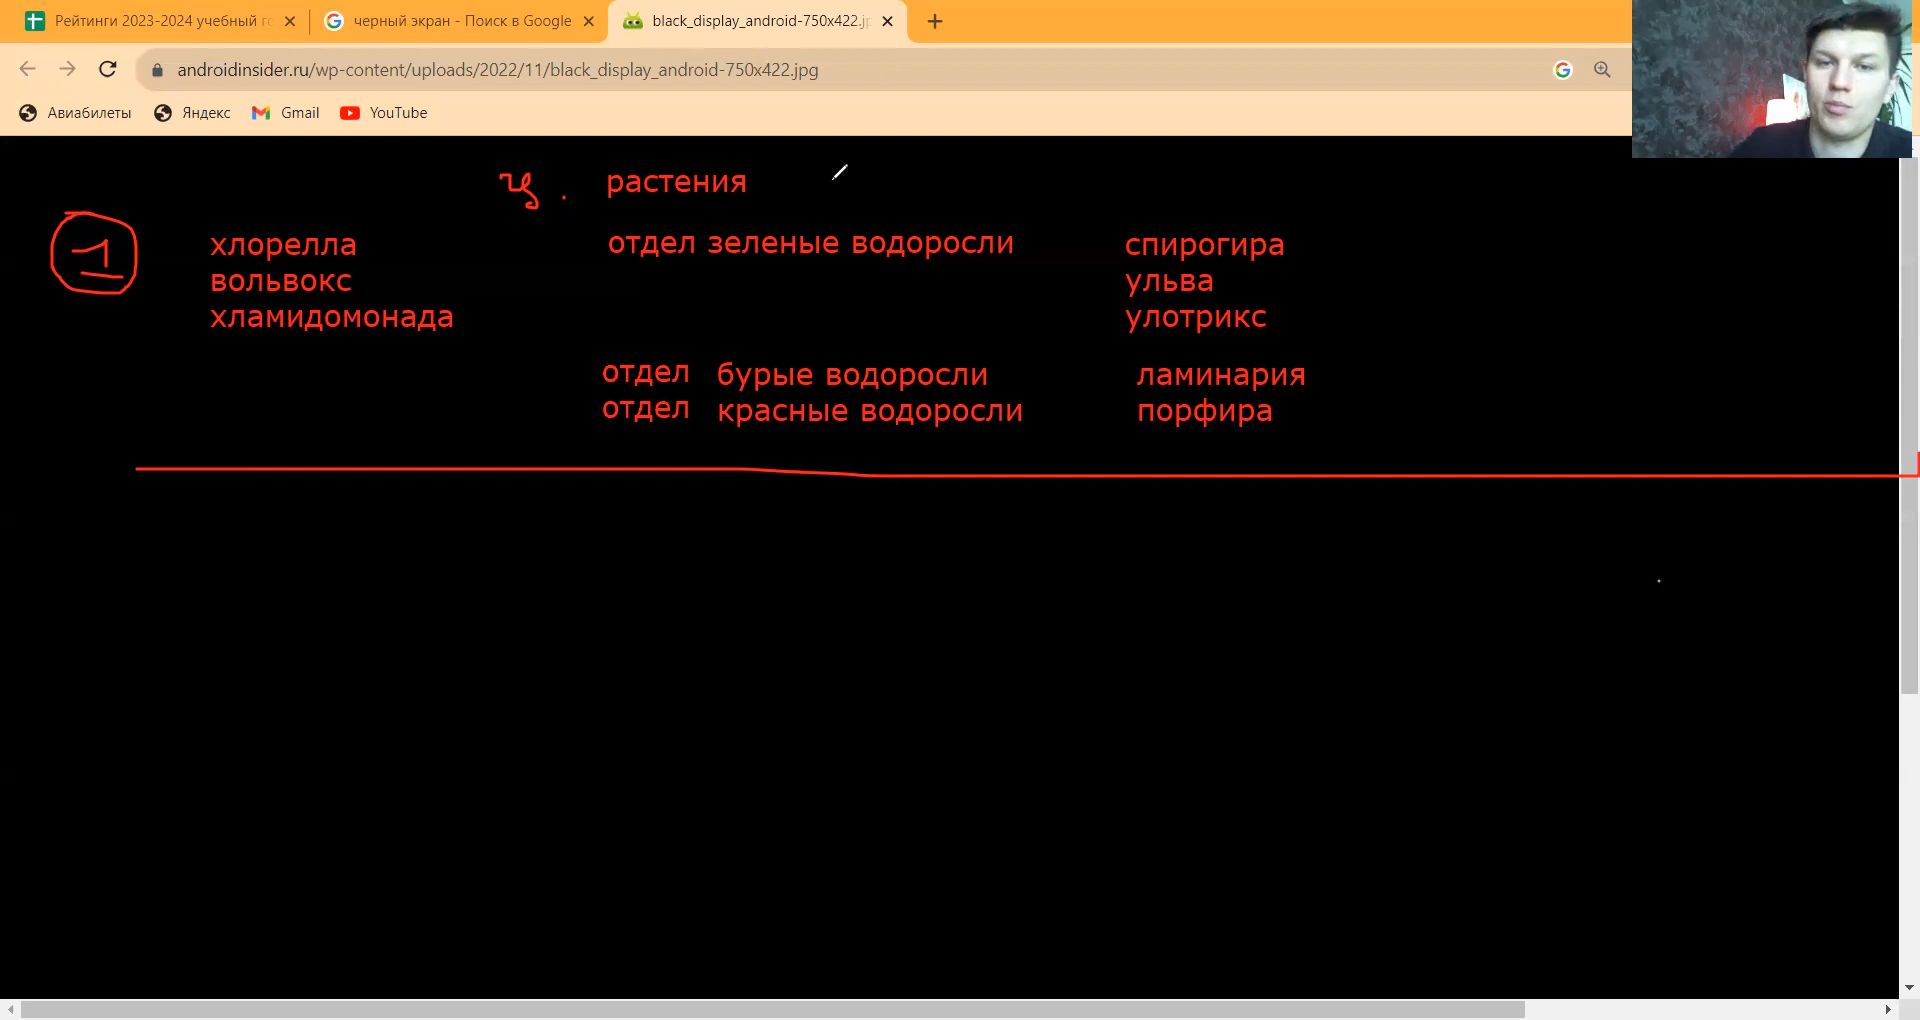 Рейтинги 2023-2024 учебный го
черный экран - Поиск в Google
black_display_android-750x422.jp
androidinsider.ru/wp-content/uploads/2022/11/black_display_android-750x422.jpg
Авиабилеты Яндекс Gmail YouTube
ц. растения
1
хлорелла отдел зеленые водоросли спирогира
вольвокс ульва
хламидомонада улотрикс
отдел бурые водоросли ламинария
отдел красные водоросли порфира